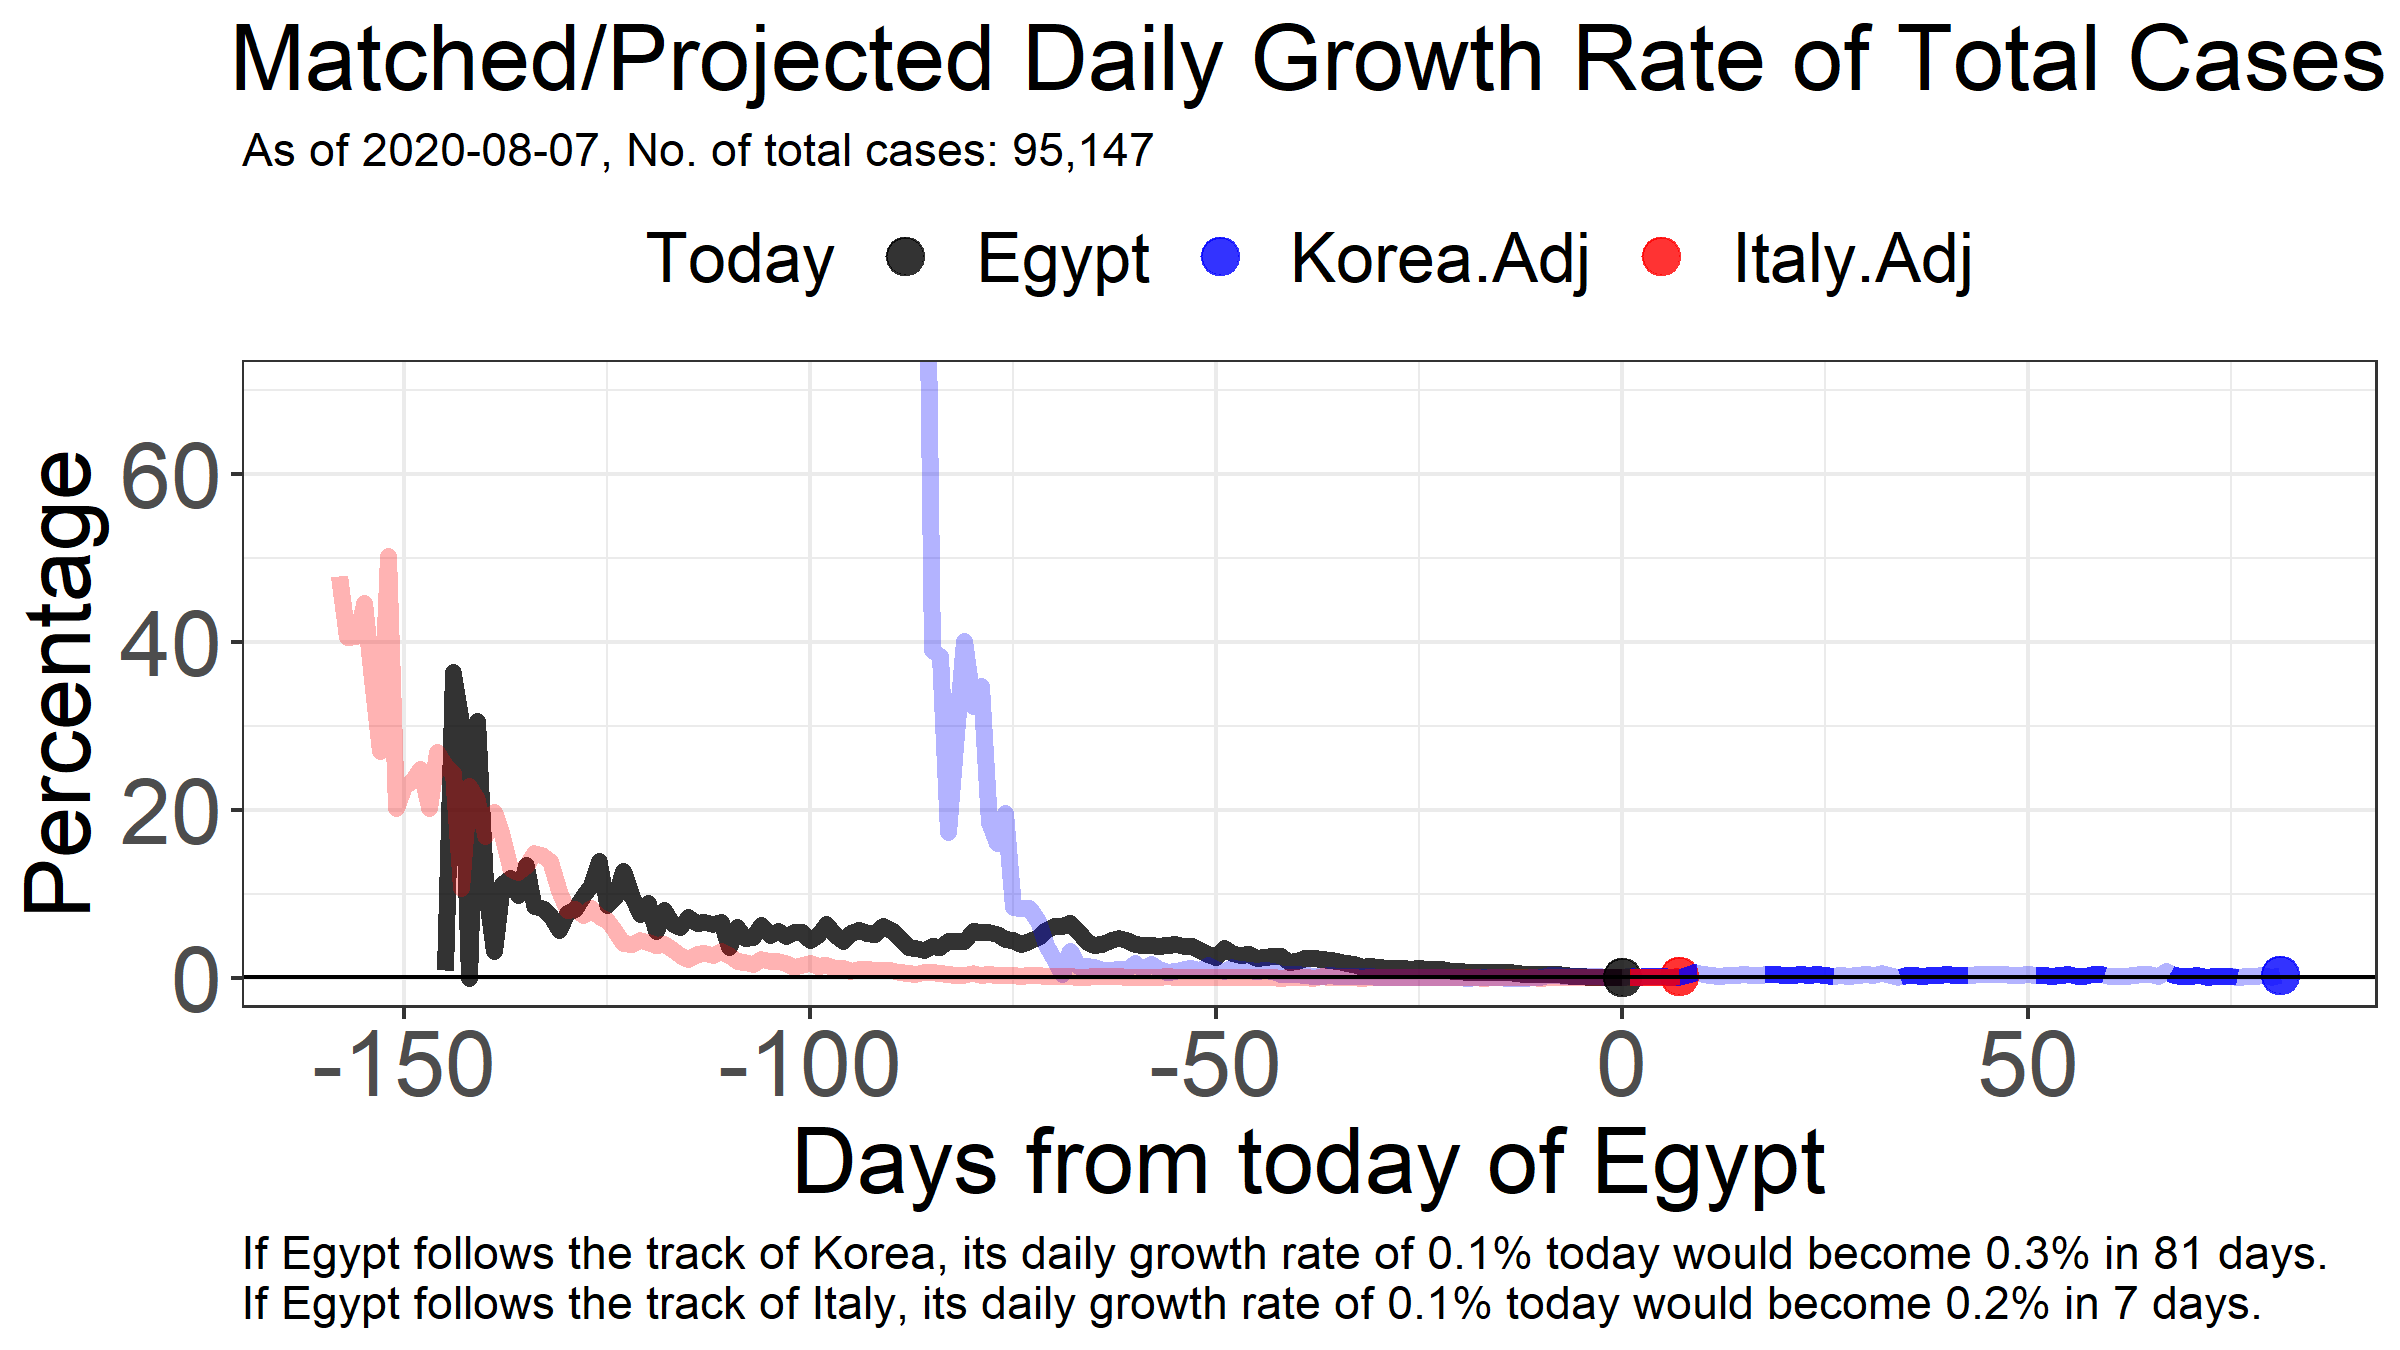 Matched/Projected Daily Growth Rate of Total Cases
As of 2020-08-07, No. of total cases: 95,147
Today Egypt Korea.Adj Italy.Adj
Percentage
60
40
20
0
-150 -100 -50 0 50
Days from today of Egypt
If Egypt follows the track of Korea, its daily growth rate of 0.1% today would become 0.3% in 81 days.
If Egypt follows the track of Italy, its daily growth rate of 0.1% today would become 0.2% in 7 days.